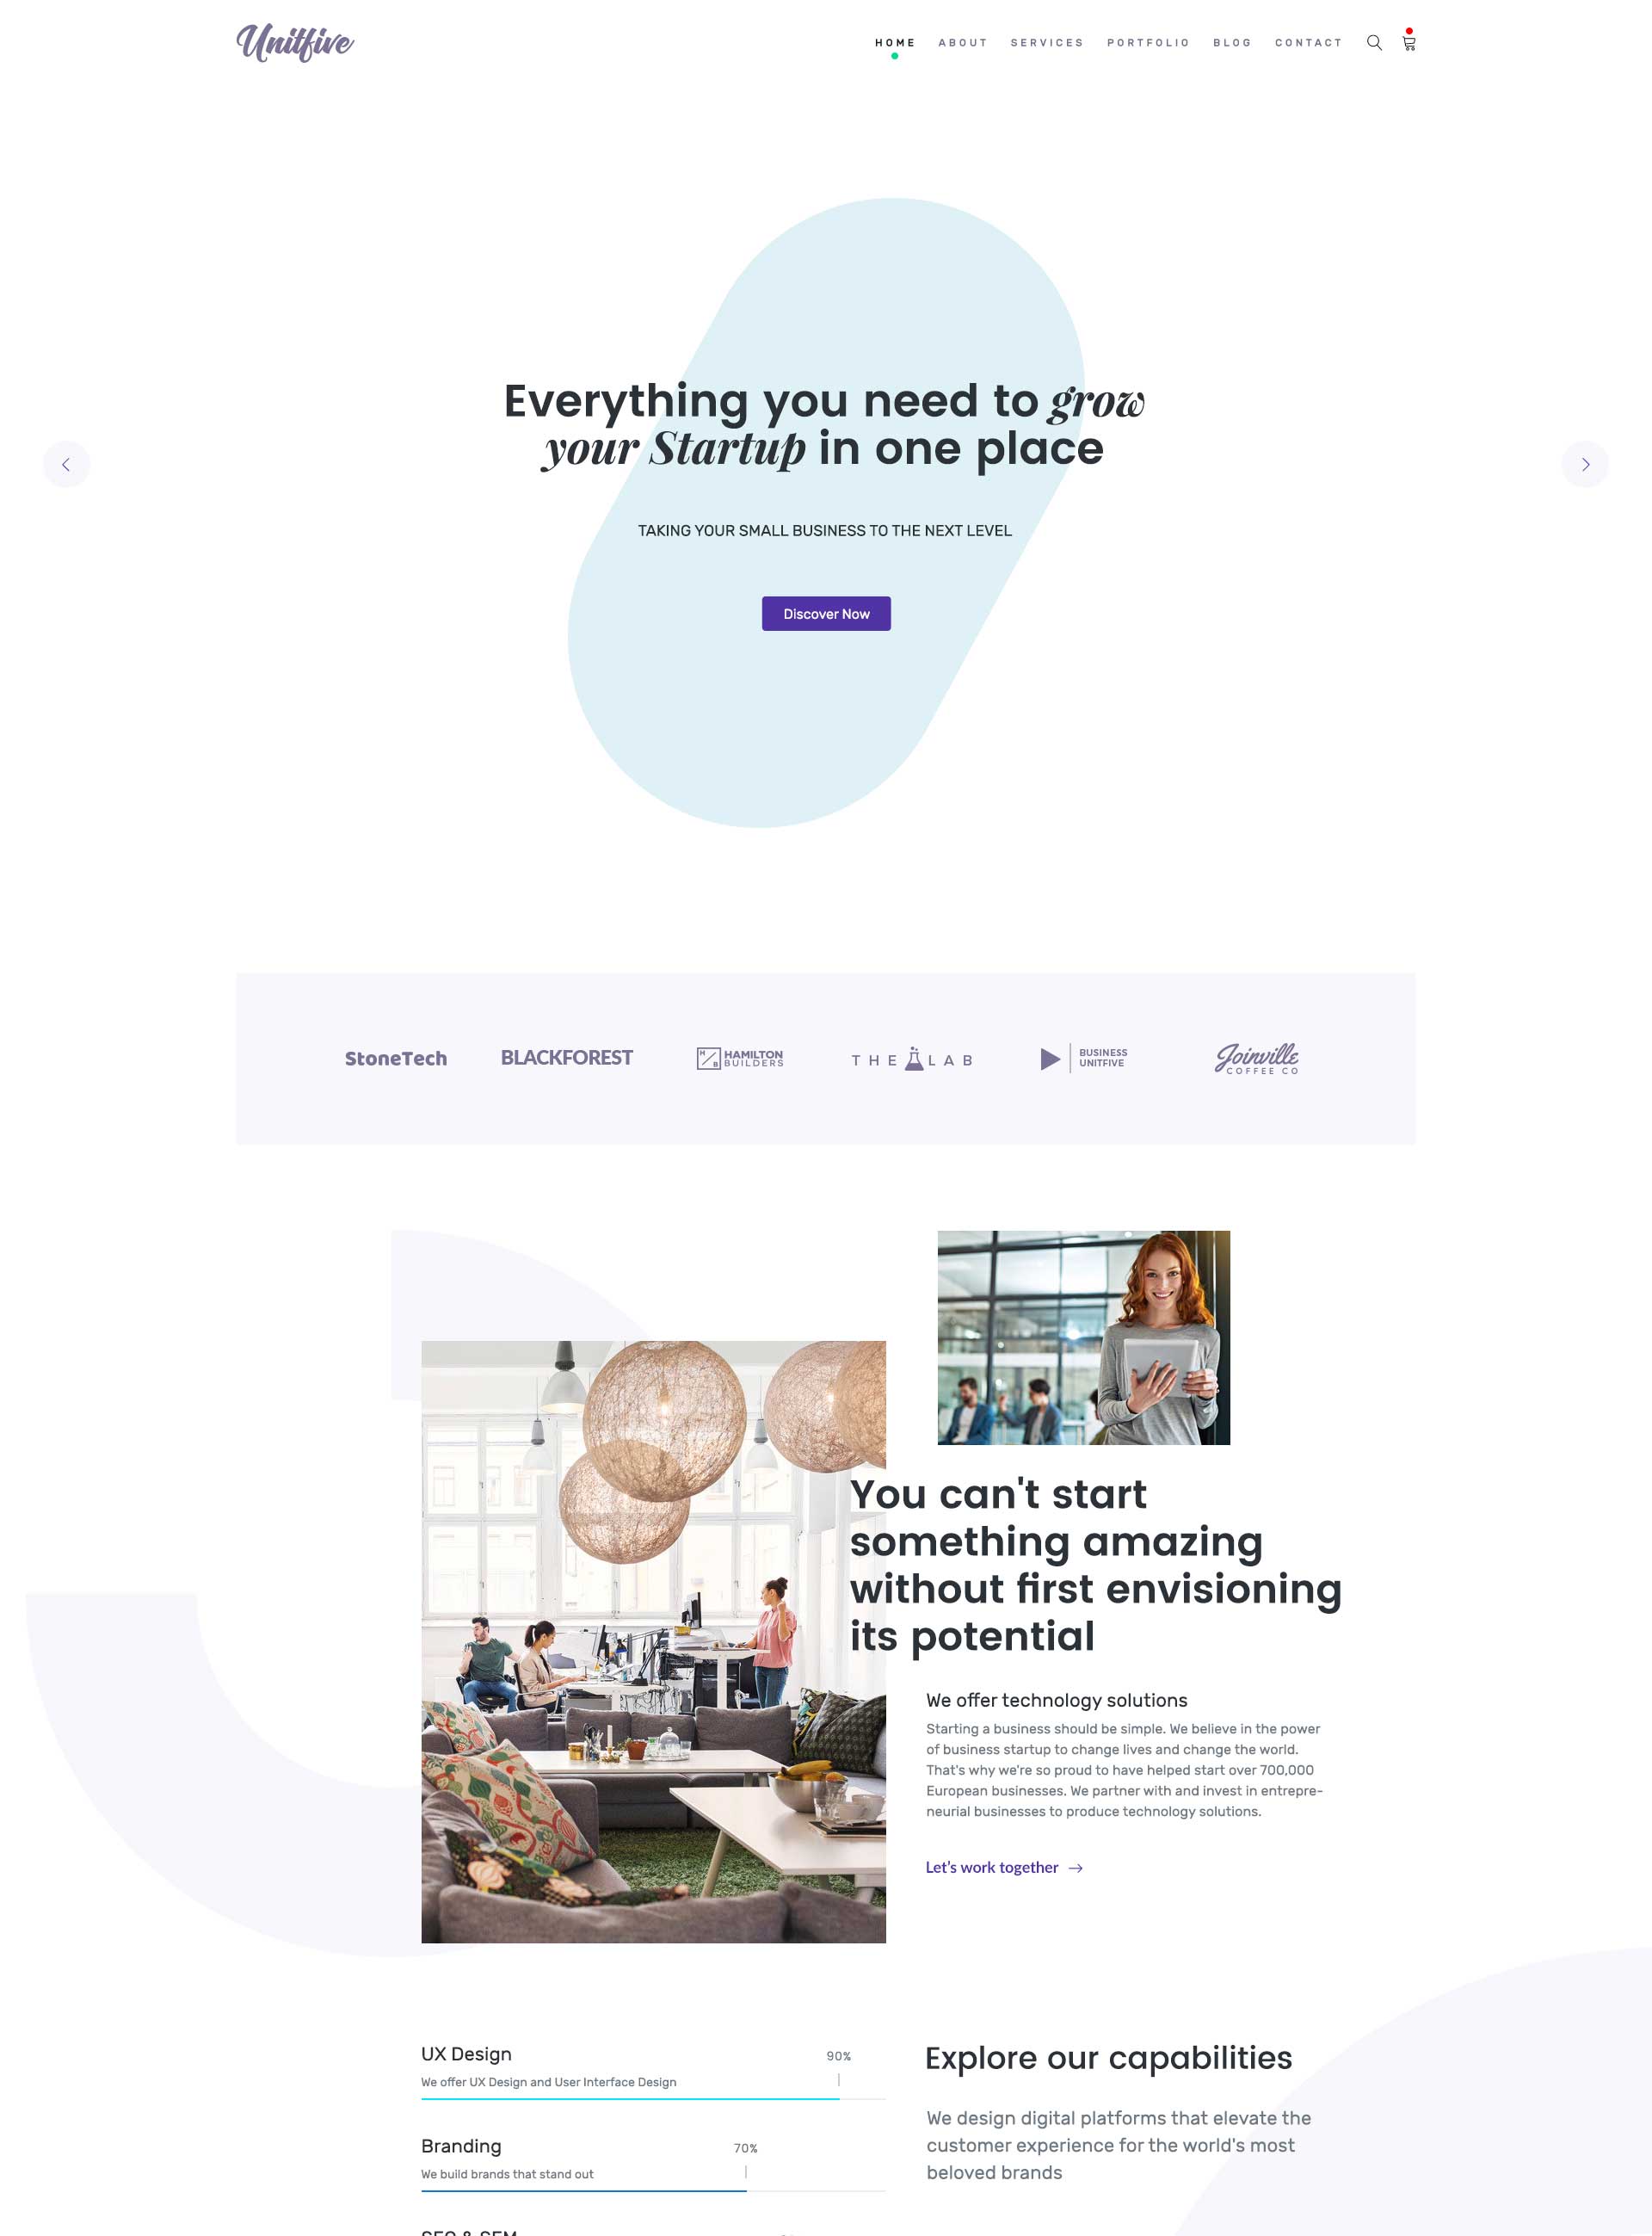 Unitfive
HOME ABOUT SERVICES PORTFOLIO BLOG CONTACT
Everything you need to grow
your Startup in one place
TAKING YOUR SMALL BUSINESS TO THE NEXT LEVEL
Discover Now
StoneTech
BLACKFOREST
H B HAMILTON
BUILDERS
THE LAB
BUSINESS
UNITFIVE
Joinville
COFFEE CO
You can't start
something amazing
without first envisioning
its potential
We offer technology solutions
Starting a business should be simple. We believe in the power
of business startup to change lives and change the world.
That's why we're so proud to have helped start over 700,000
European businesses. We partner with and invest in entrepre-
neurial businesses to produce technology solutions.
Let's work together
UX Design
90%
We offer UX Design and User Interface Design
Branding
70%
We build brands that stand out
Explore our capabilities
We design digital platforms that elevate the
customer experience for the world's most
beloved brands